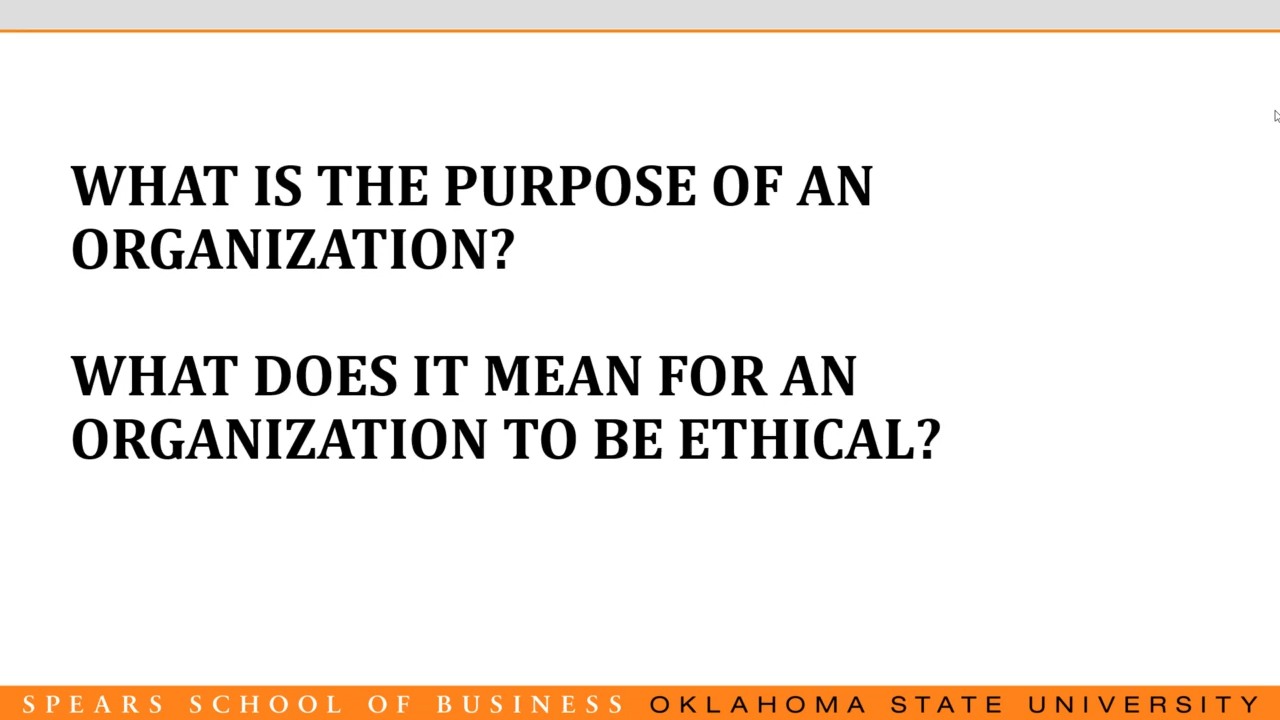 WHAT IS THE PURPOSE OF AN
ORGANIZATION?
WHAT DOES IT MEAN FOR AN
ORGANIZATION TO BE ETHICAL?
SPEARS SCHOOL OF BUSINESS OKLAHOMA STATE UNIVERSITY